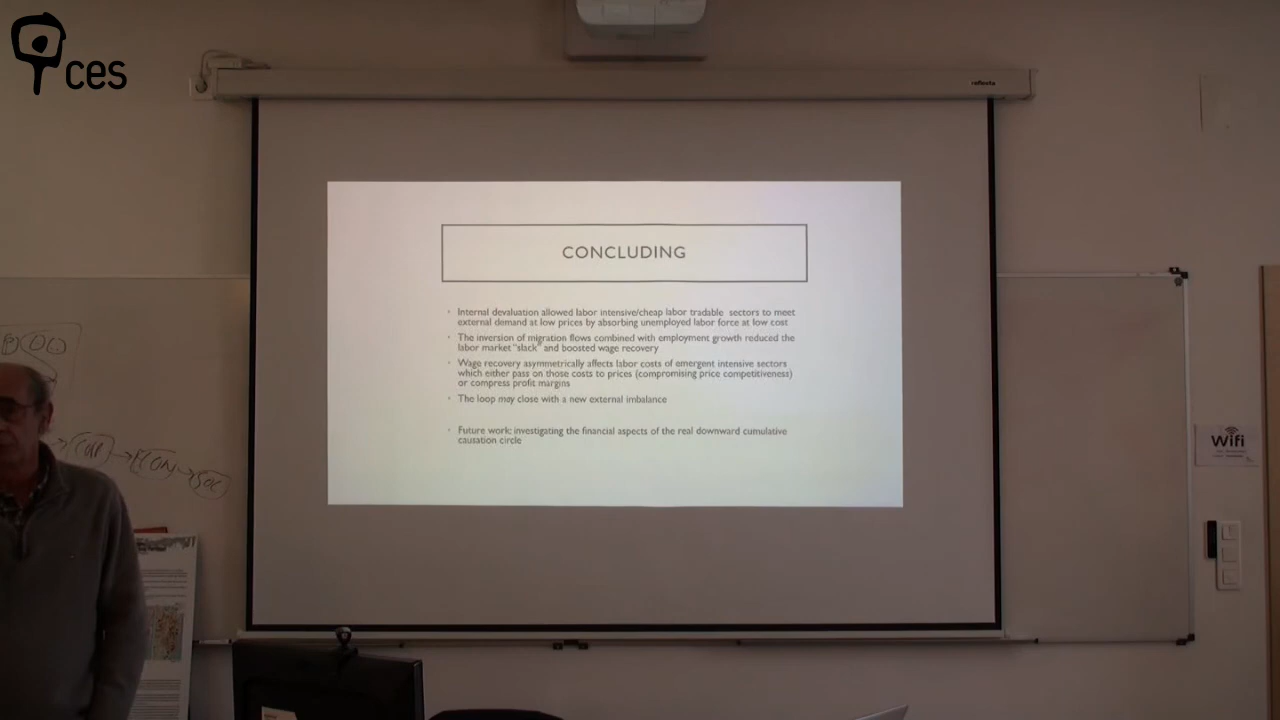 ces
reflecta
CONCLUDING
Internal devaluation allowed labor intensive/cheap labor tradable sectors to meet
external demand at low prices by absorbing unemployed labor force at low cost
The inversion of migration flows combined with employment growth reduced the
labor market "slack" and boosted wage recovery
Wage recovery asymmetrically affects labor costs of emergent intensive sectors
which either pass on those costs to prices (compromising price competitiveness)
or compress profit margins
The loop may close with a new external imbalance
Future work: investigating the financial aspects of the real downward cumulative
causation circle
Wifi
ECON
SOC